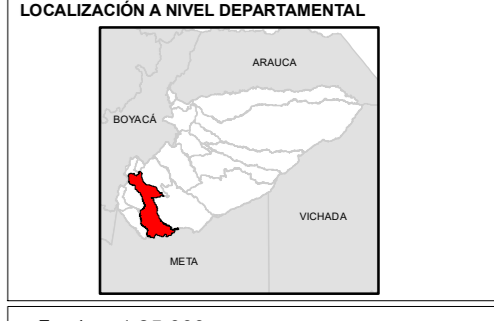 LOCALIZACIÓN A NIVEL DEPARTAMENTAL
ARAUCA
BOYACÁ
VICHADA
META